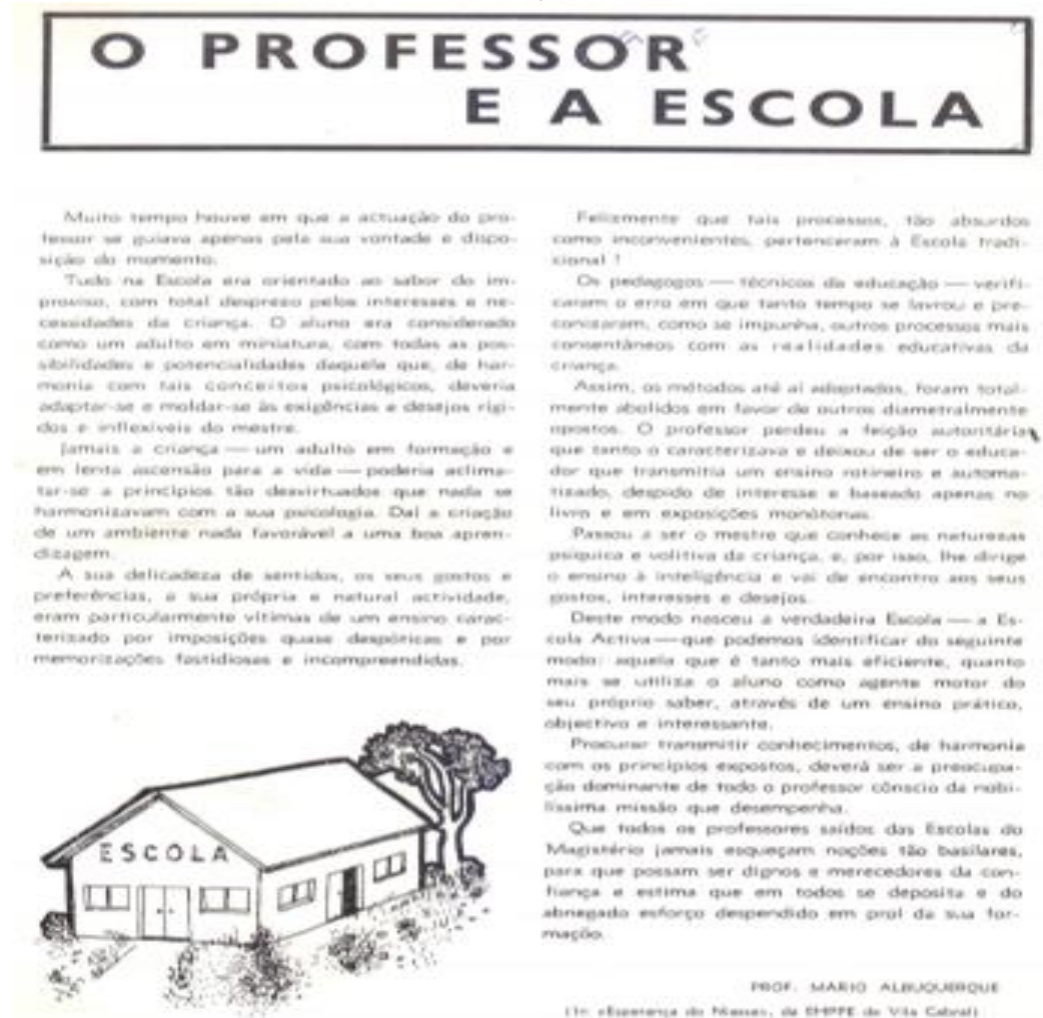 O PROFESSOR
E A ESCOLA
Muito tempo houve em que a actuação do pro-
fessor se guiava apenas pela sua vontade e dispo-
sição do momento.
Tudo na Escola era orientado ao sabor do im-
proviso, com total desprezo pelos interesses e ne-
cessidades da criança. O aluno era considerado
como um adulto em miniatura, com todas as pos-
sibilidades e potencialidades daquele que, de har-
monia com tais conceitos psicológicos, deveria
adaptar-se e moldar-se às exigências e desejos rígi-
dos e inflexíveis do mestre.
Jamais a criança — um adulto em formação e
em lenta ascensão para a vida — poderia aclima-
tar-se a princípios tão desvirtuados que nada se
harmonizavam com a sua psicologia. Daí a criação
de um ambiente nada favorável a uma boa apren-
dizagem.
A sua delicadeza de sentidos, os seus gostos e
preferências, a sua própria e natural actividade,
eram particularmente vítimas de um ensino carac-
terizado por imposições quase despóticas e por
memorizações fastidiosas e incompreendidas.
ESCOLA
Felizmente que tais processos, tão absurdos
como inconvenientes, pertenceram à Escola tradi-
cional !
Os pedagogos — técnicos da educação — verifi-
caram o erro em que tanto tempo se lavrou e pre-
conizaram, como se impunha, outros processos mais
consentâneos com as realidades educativas da
criança.
Assim, os métodos até aí adoptados, foram total-
mente abolidos em favor de outros diametralmente
opostos. O professor perdeu a feição autoritária
que tanto o caracterizava e deixou de ser o educa-
dor que transmitia um ensino rotineiro e automa-
tizado, despido de interesse e baseado apenas no
livro e em exposições monótonas.
Passou a ser o mestre que conhece as naturezas
psíquica e volitiva da criança, e, por isso, lhe dirige
o ensino à inteligência e vai de encontro aos seus
gostos, interesses e desejos.
Deste modo nasceu a verdadeira Escola — a Es-
cola Activa — que podemos identificar do seguinte
modo: aquela que é tanto mais eficiente, quanto
mais se utiliza o aluno como agente motor do
seu próprio saber, através de um ensino prático,
objectivo e interessante.
Procurar transmitir conhecimentos, de harmonia
com os princípios expostos, deverá ser a preocupa-
ção dominante de todo o professor cônscio da nobi-
líssima missão que desempenha.
Que todos os professores saídos das Escolas do
Magistério jamais esqueçam noções tão basilares,
para que possam ser dignos e merecedores da con-
fiança e estima que em todos se deposita e do
abnegado esforço despendido em prol da sua for-
mação.
PROF. MÁRIO ALBUQUERQUE
(In «Esperança do Niassa», da EHPPE de Vila Cabral)